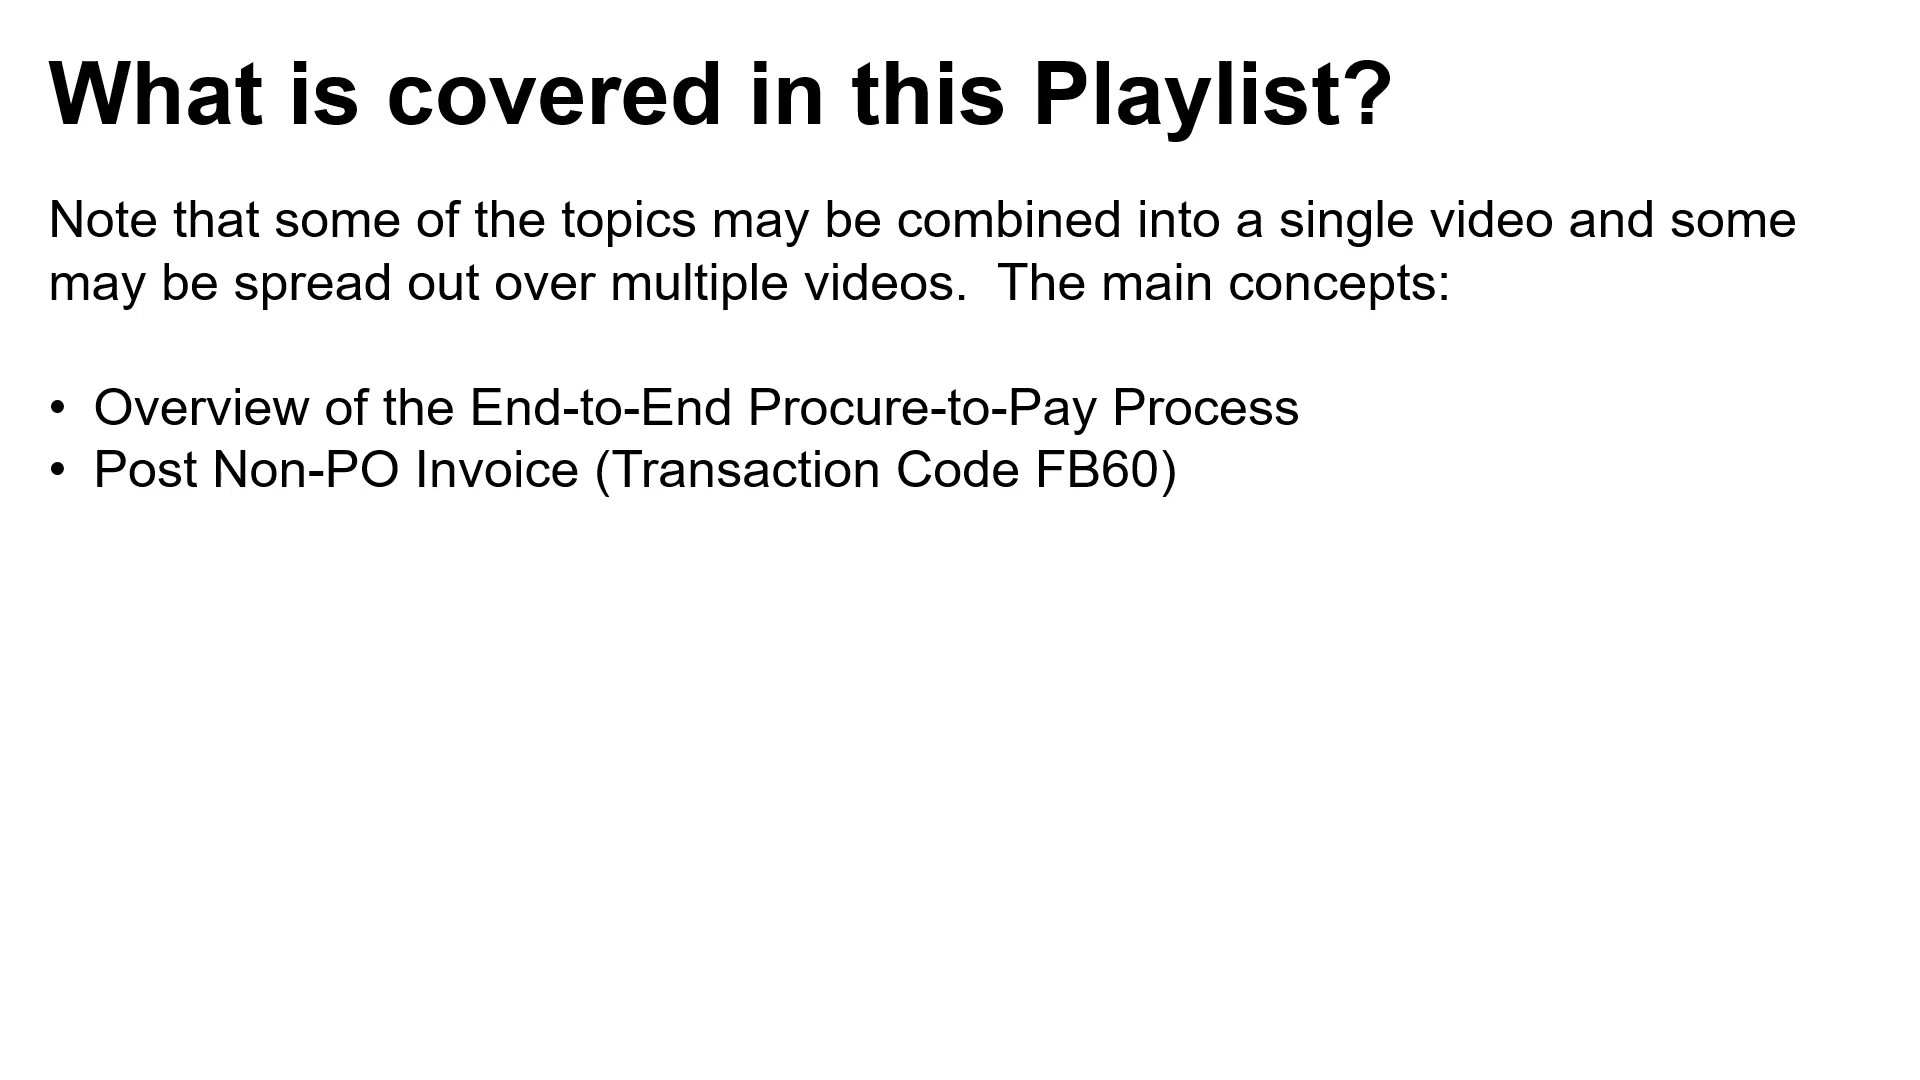 What is covered in this Playlist?
Note that some of the topics may be combined into a single video and some
may be spread out over multiple videos.  The main concepts:
• Overview of the End-to-End Procure-to-Pay Process
• Post Non-PO Invoice (Transaction Code FB60)